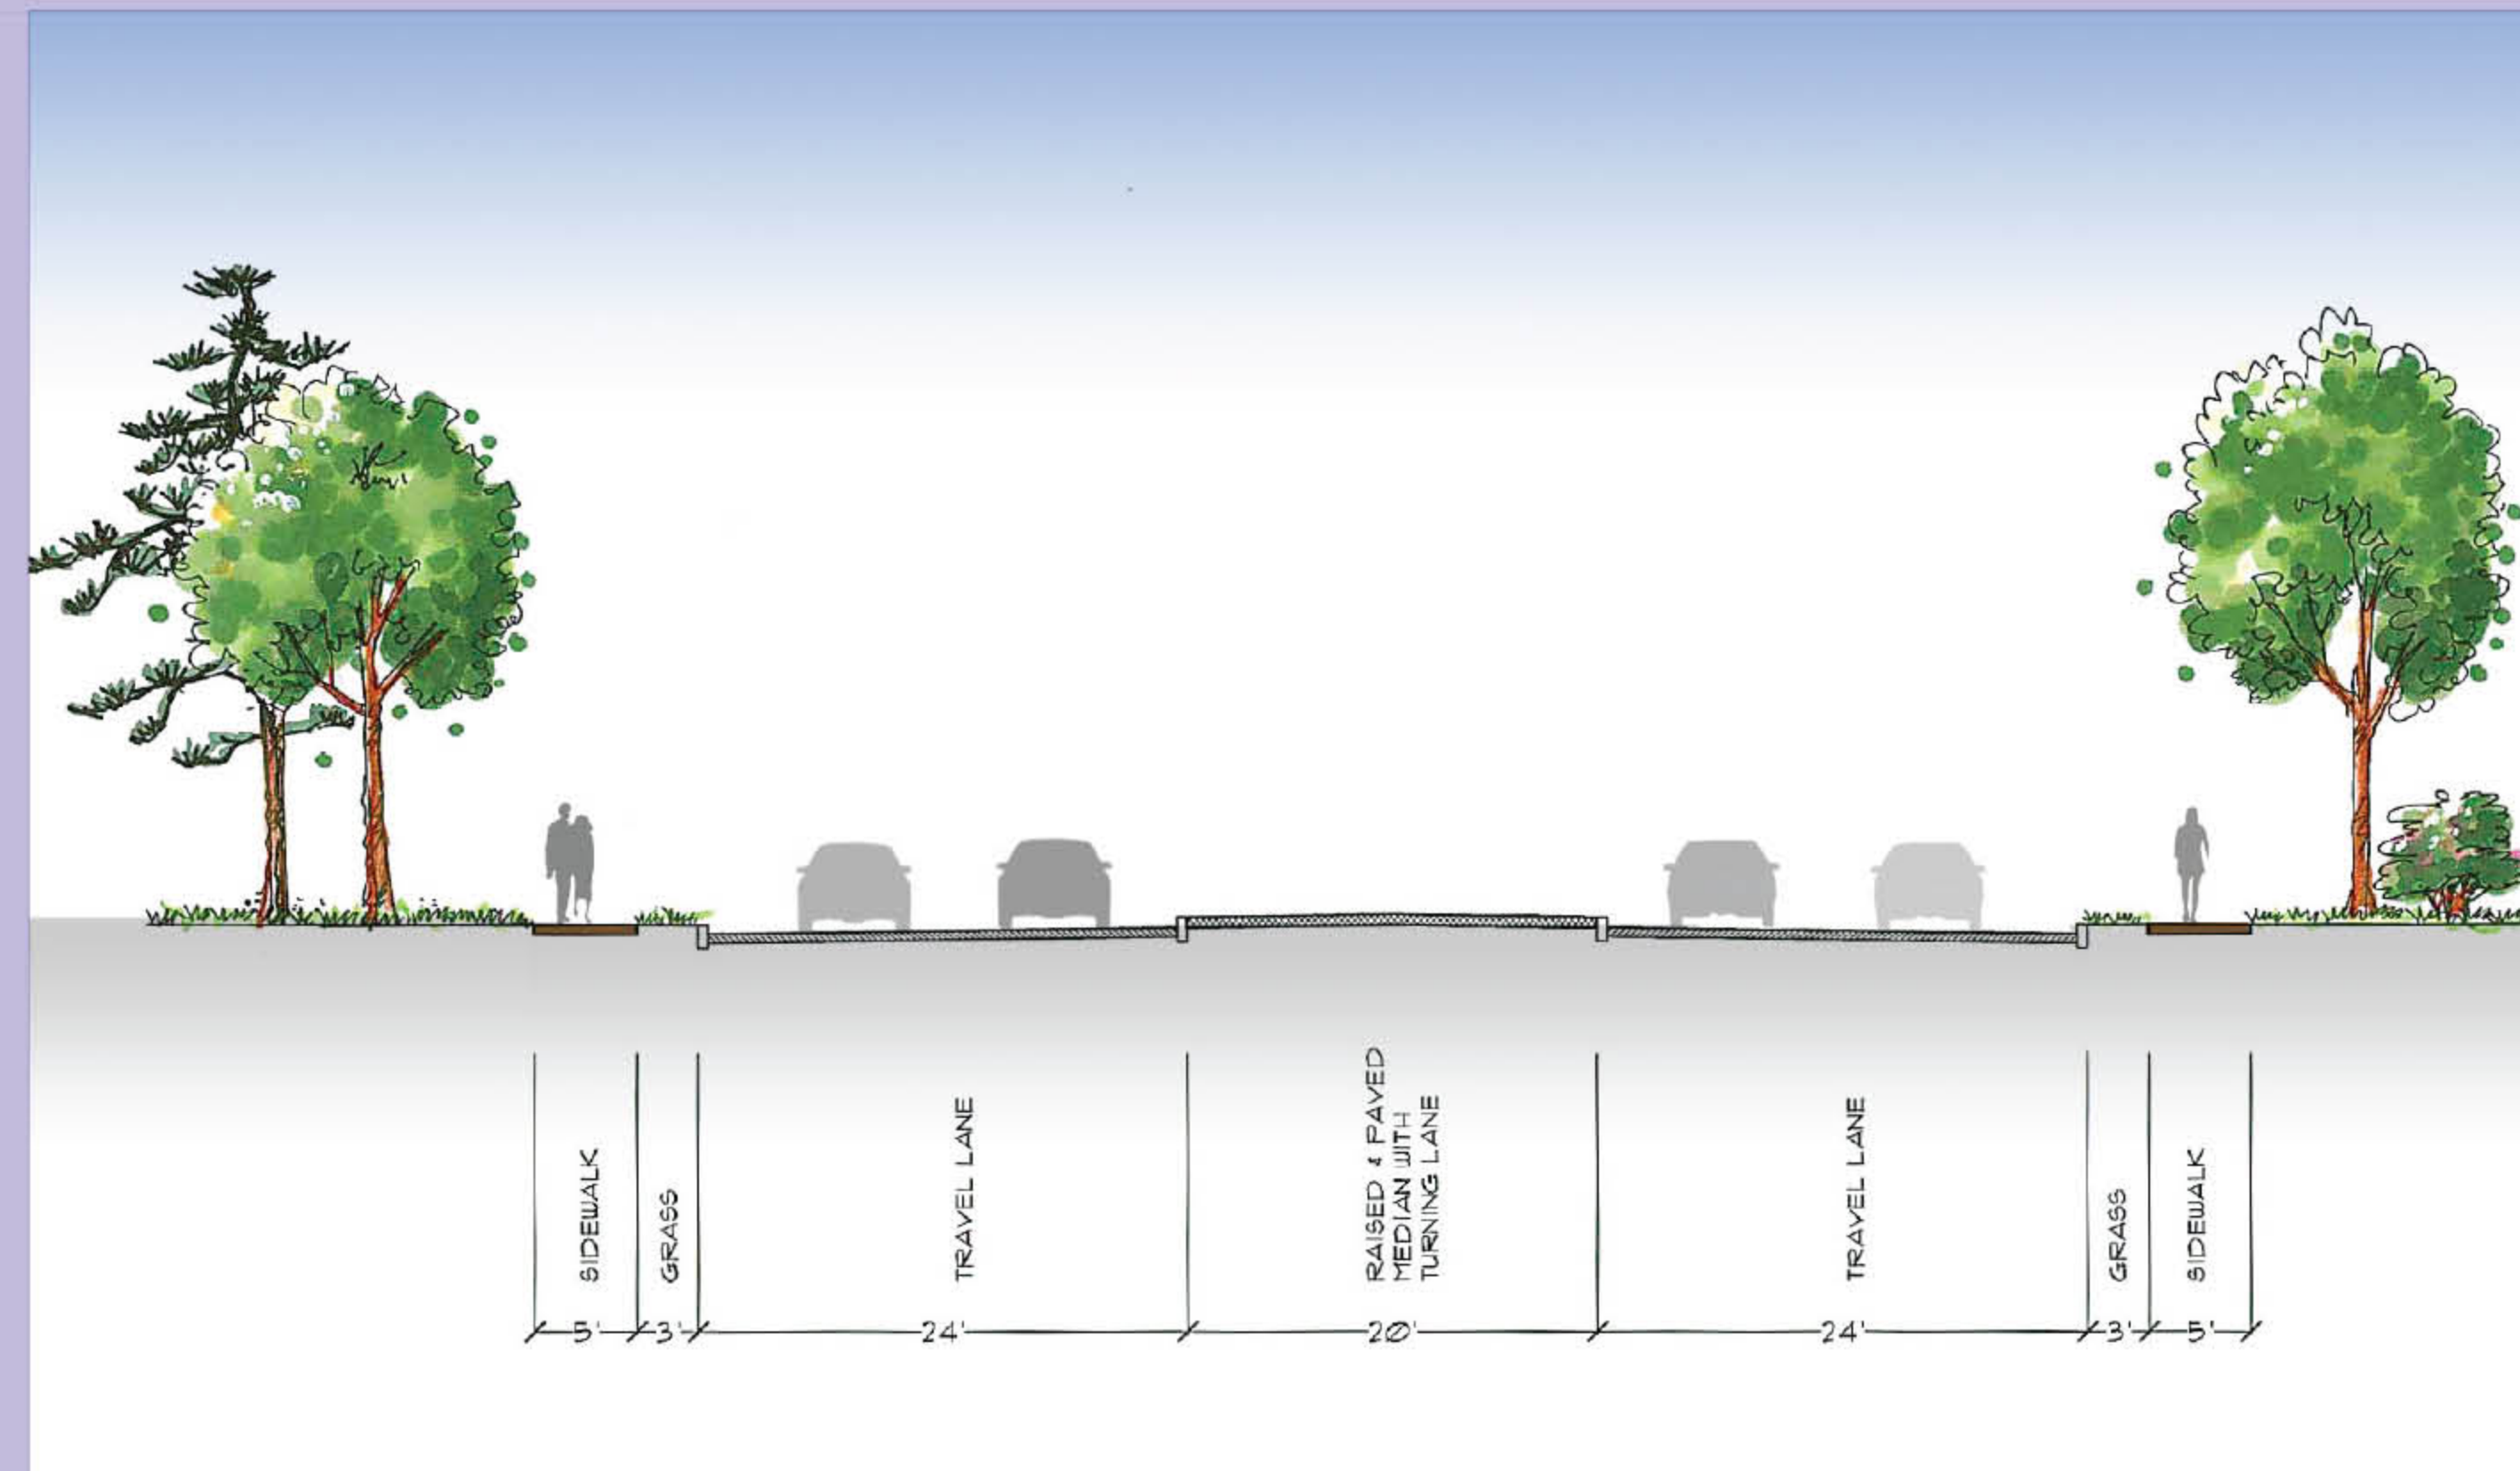 SIDEWALK
GRASS
TRAVEL LANE
RAISED & PAVED
MEDIAN WITH
TURNING LANE
TRAVEL LANE
GRASS
SIDEWALK
5' 3' 24' 20' 24' 3' 5'